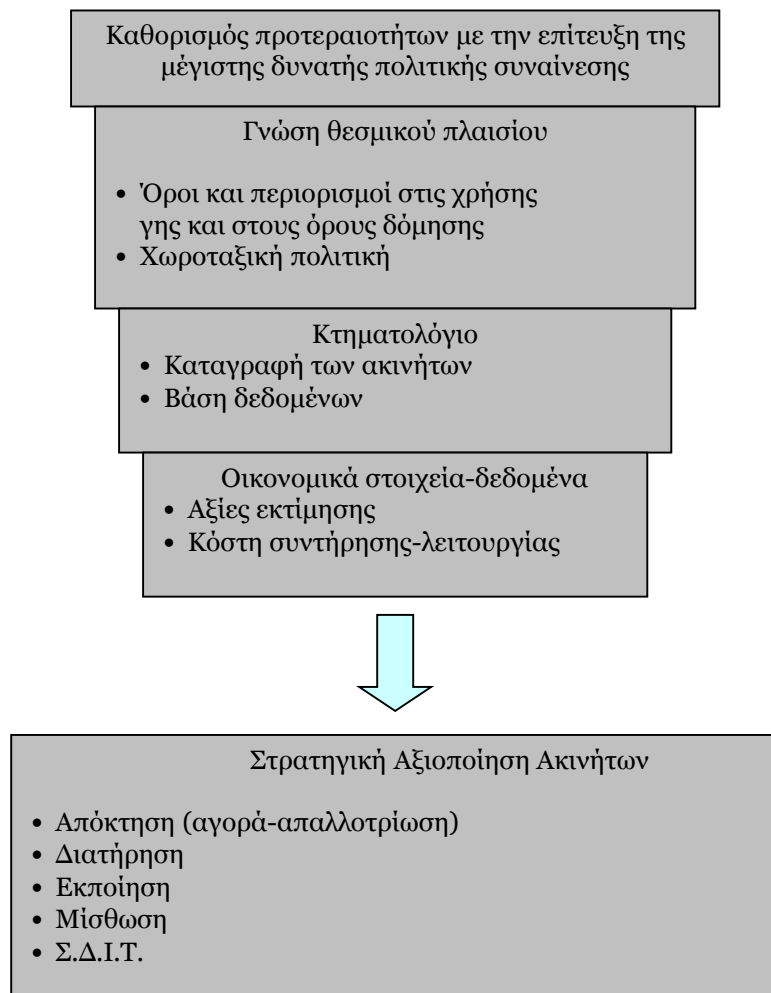 Καθορισμός προτεραιοτήτων με την επίτευξη της
μέγιστης δυνατής πολιτικής συναίνεσης
Γνώση θεσμικού πλαισίου
• Όροι και περιορισμοί στις χρήσης
γης και στους όρους δόμησης
• Χωροταξική πολιτική
Κτηματολόγιο
• Καταγραφή των ακινήτων
• Βάση δεδομένων
Οικονομικά στοιχεία-δεδομένα
• Αξίες εκτίμησης
• Κόστη συντήρησης-λειτουργίας
Στρατηγική Αξιοποίηση Ακινήτων
• Απόκτηση (αγορά-απαλλοτρίωση)
• Διατήρηση
• Εκποίηση
• Μίσθωση
• Σ.Δ.Ι.Τ.